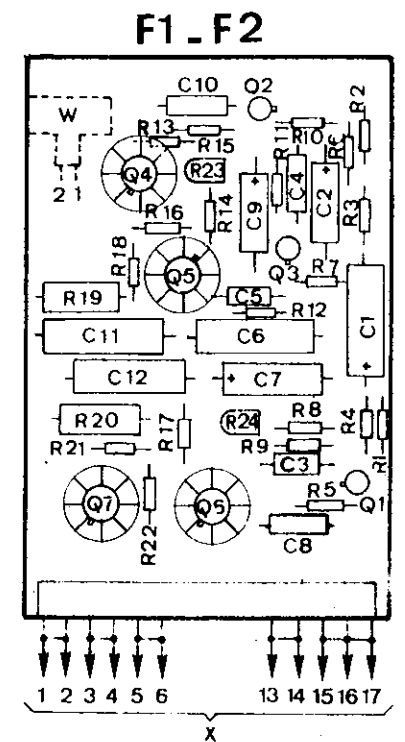 F1_F2
C10
Q2
R2
W
R13
R15
R11
R10
R6
2 1
Q4
R23
C4
C2
R16
R14
C9
R3
R18
Q5
Q3
R7
R19
C5
R12
C1
C11
C6
C12
C7
R20
R17
R24
R8
R4
R1
R21
R9
C3
Q7
R22
Q6
R5
Q1
C8
1 2 3 4 5 6 13 14 15 16 17
X